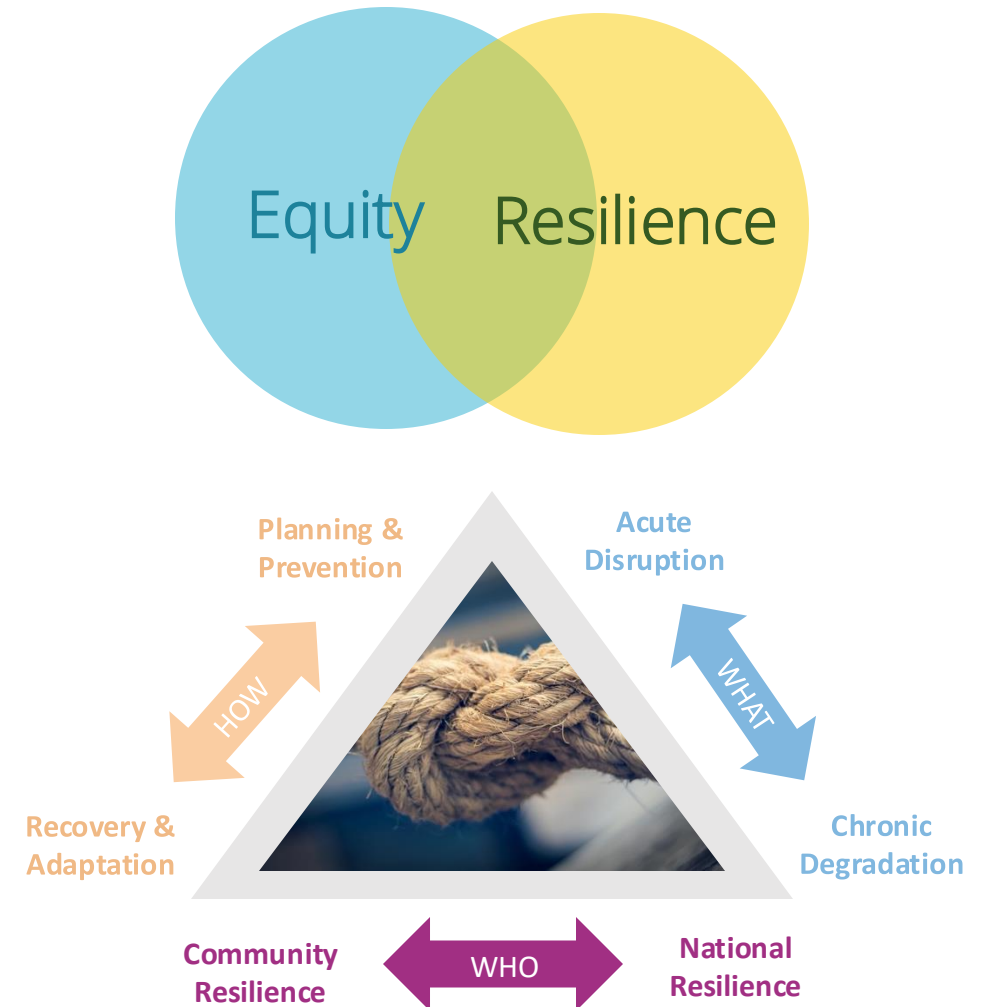 Equity
Resilience
Planning &
Prevention
Acute
Disruption
HOW
WHAT
Recovery &
Adaptation
Chronic
Degradation
Community
Resilience
WHO
National
Resilience